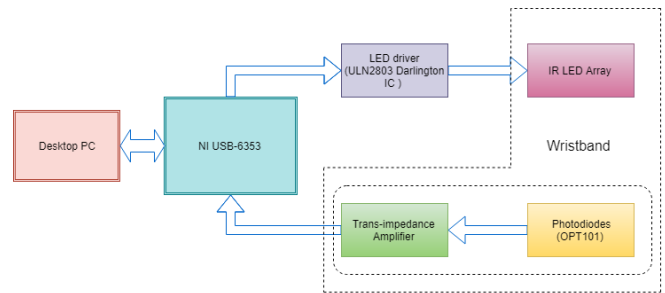 LED driver
(ULN2803 Darlington
IC )
IR LED Array
Desktop PC
NI USB-6353
Wristband
Trans-impedance
Amplifier
Photodiodes
(OPT101)